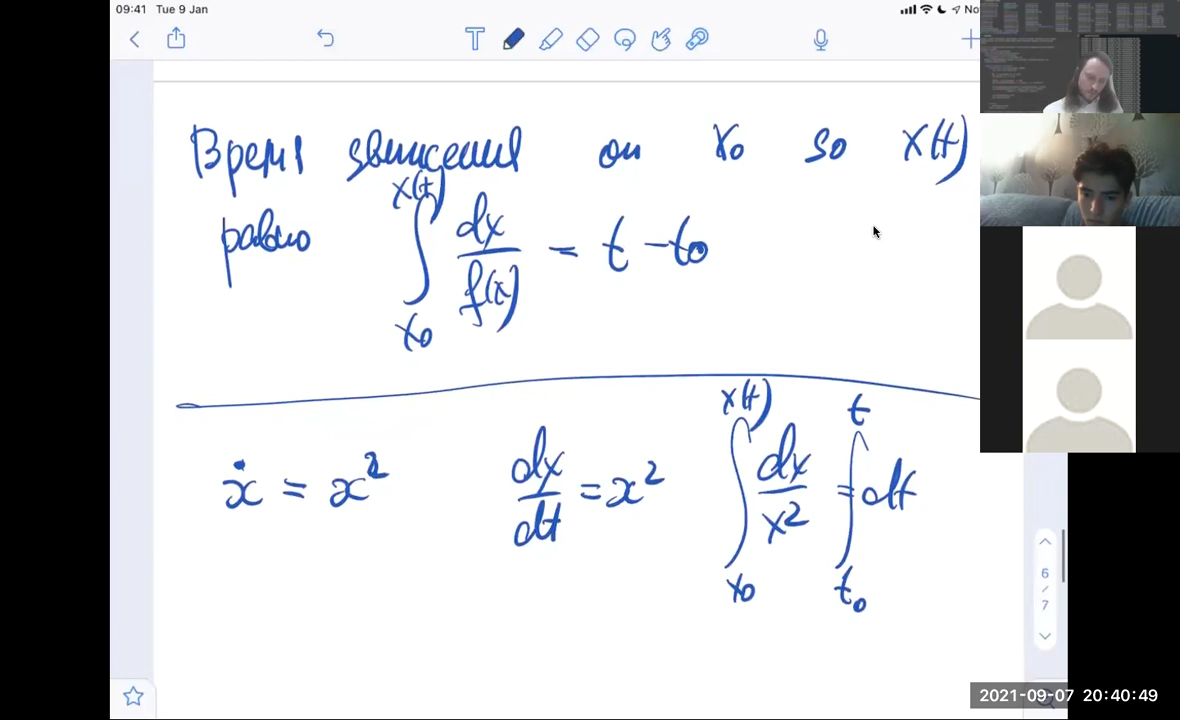 09:41 Tue 9 Jan
No
Время движения от x₀ до x(t)
равно ∫_{x₀}^{x(t)} dx/f(x) = t - t₀
ẋ = x² dx/dt = x² ∫_{x₀}^{x(t)} dx/x² = ∫_{t₀}^{t} dt
6
/
7
2021-09-07 20:40:49